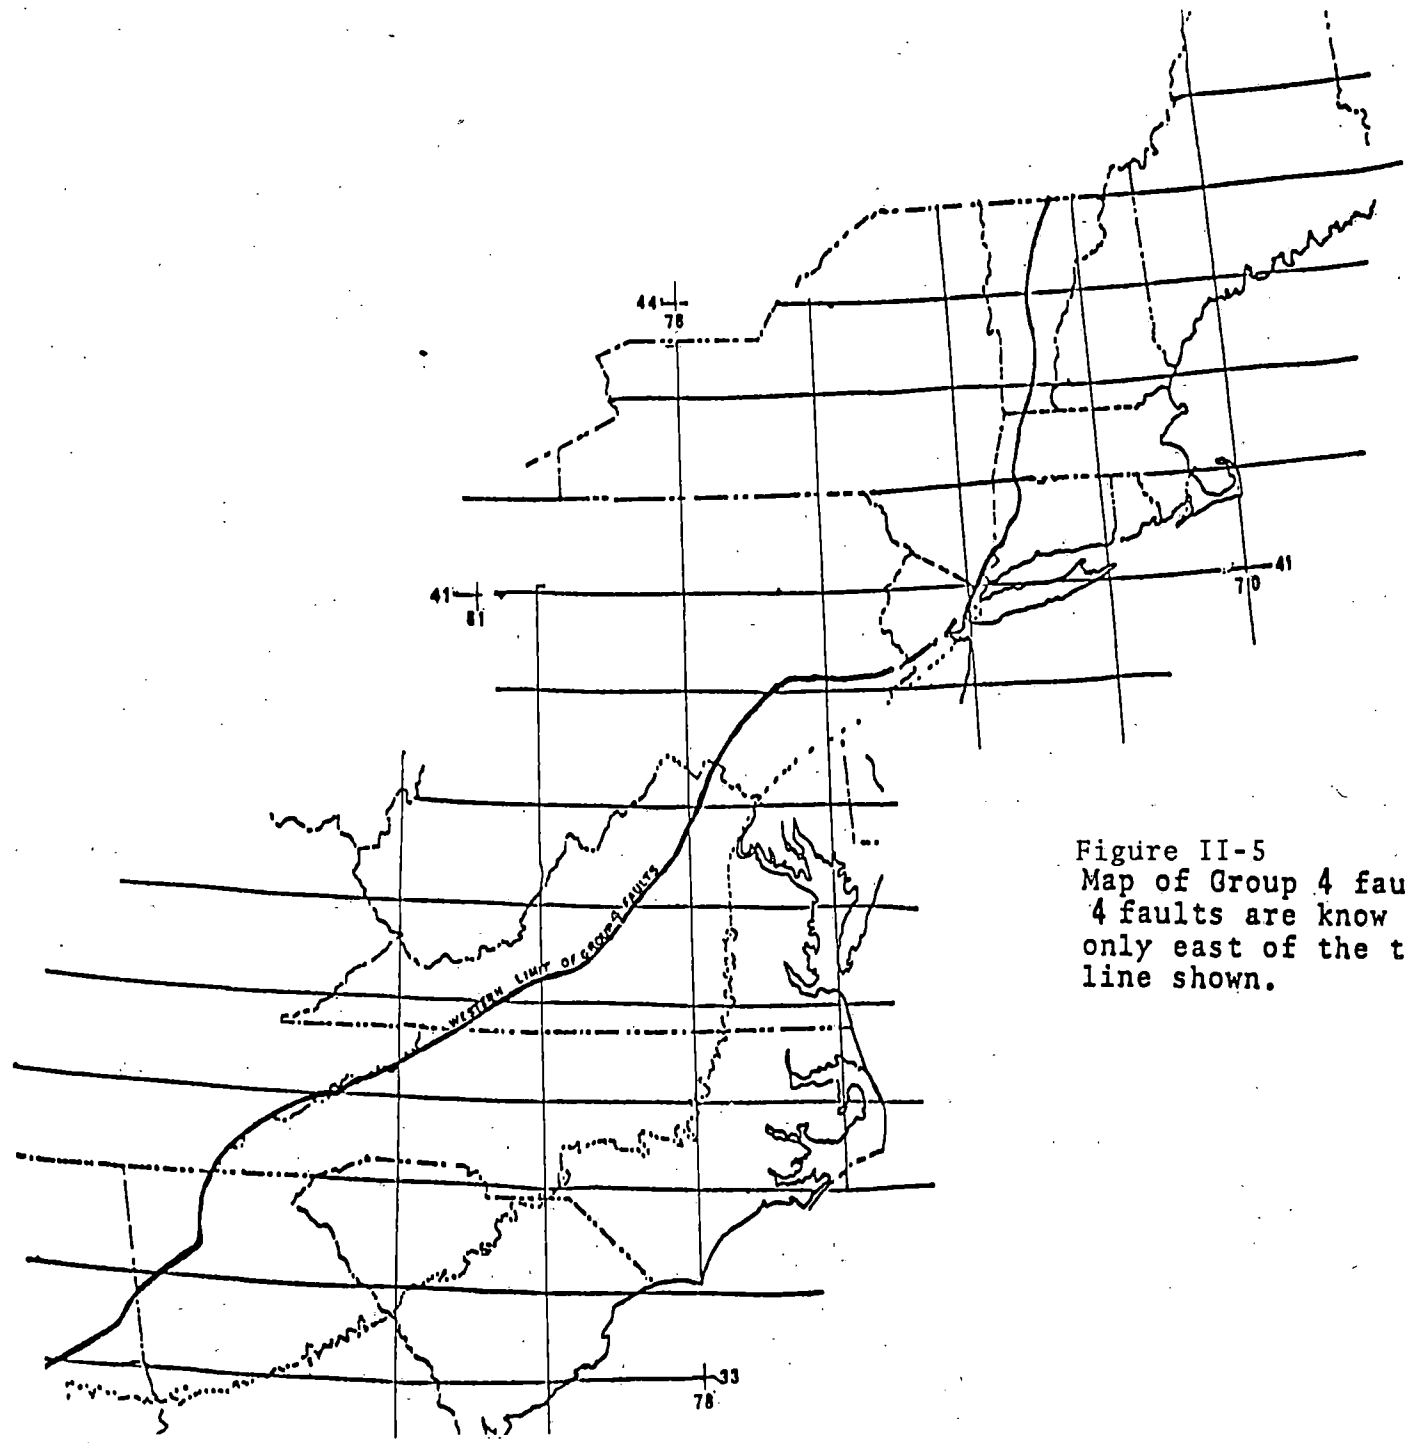 44
76
41
81
41
70
WESTERN LIMIT OF GROUP 4 FAULTS
Figure II-5
Map of Group 4 fau
4 faults are know
only east of the t
line shown.
33
78